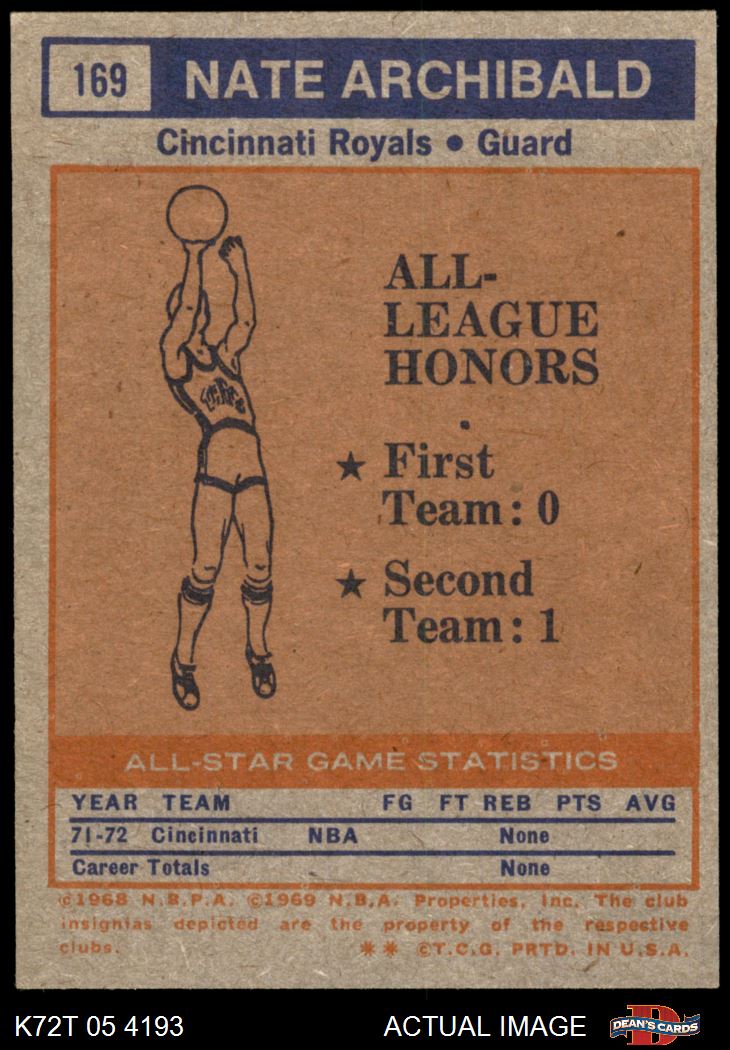 169 NATE ARCHIBALD
Cincinnati Royals • Guard
ALL-
LEAGUE
HONORS
★ First
Team: 0
★ Second
Team: 1
ALL-STAR GAME STATISTICS
YEAR TEAM FG FT REB PTS AVG
71-72 Cincinnati NBA None
Career Totals None
©1968 N.B.P.A. ©1969 N.B.A. Properties, Inc. The club
insignias depicted are the property of the respective
clubs. ** ©T.C.G. PRTD. IN U.S.A.
K72T 05 4193 ACTUAL IMAGE DEAN'S CARDS